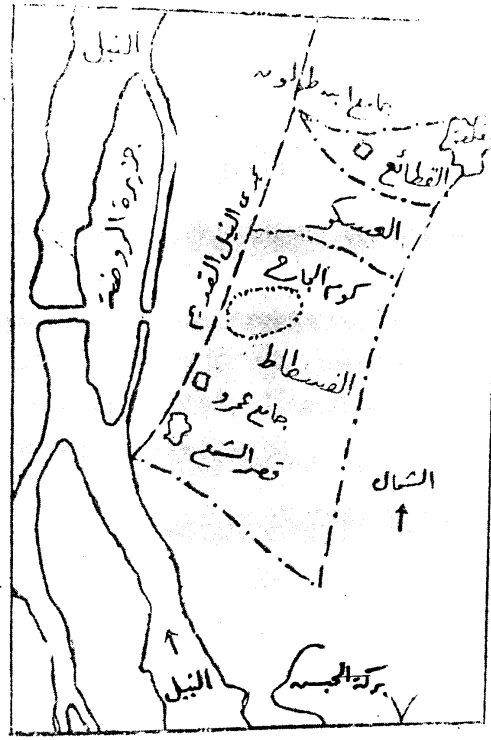 النيل
جامع ابن طولون
قلعة
القطائع
جزيرة الروضة
العسكر
مجرى النيل القديم
كوم الجارح
الفسطاط
جامع عمرو
قصر الشمع
الشمال
النيل
بركة الحبش